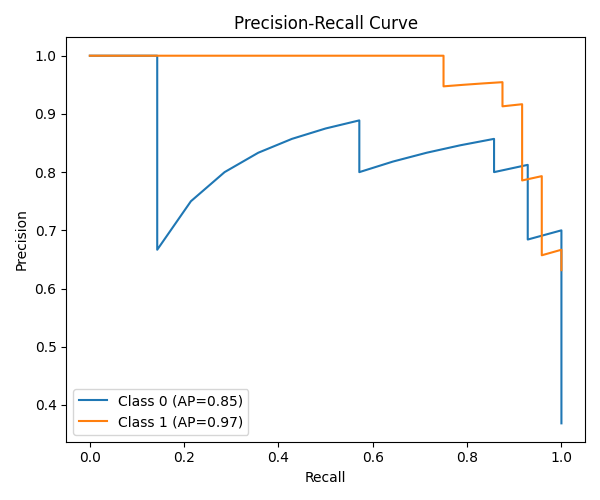 Precision-Recall Curve
1.0
0.9
0.8
0.7
0.6
0.5
0.4
Precision
Class 0 (AP=0.85)
Class 1 (AP=0.97)
0.0 0.2 0.4 0.6 0.8 1.0
Recall